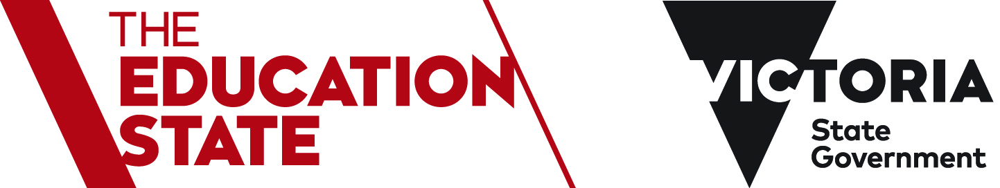 THE
EDUCATION
STATE
VICTORIA
State
Government